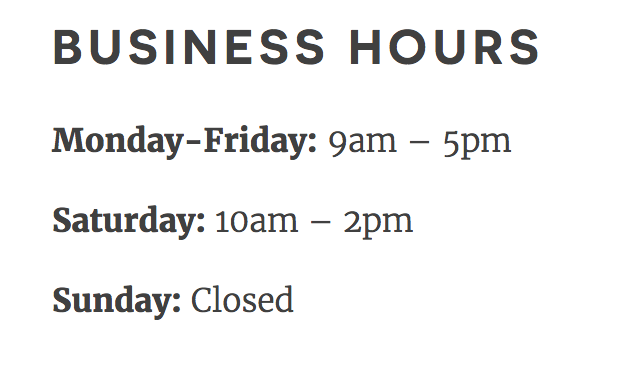 BUSINESS HOURS
Monday-Friday: 9am – 5pm
Saturday: 10am – 2pm
Sunday: Closed